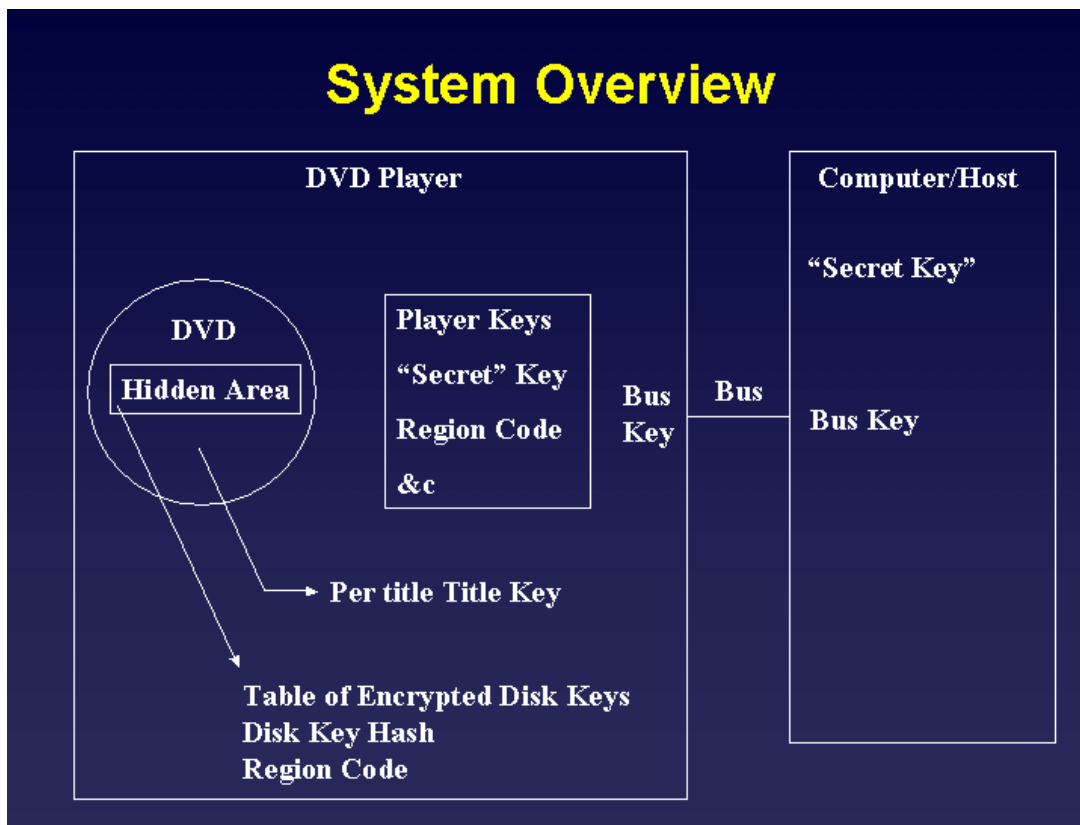 System Overview
DVD Player
DVD
Hidden Area
Player Keys
“Secret” Key
Region Code
&c
Bus
Key
Per title Title Key
Table of Encrypted Disk Keys
Disk Key Hash
Region Code
Bus
Computer/Host
“Secret Key”
Bus Key